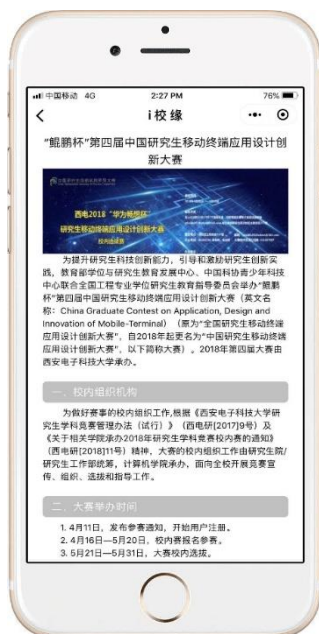 中国移动 4G 2:27 PM 76%
i校缘
“鲲鹏杯”第四届中国研究生移动终端应用设计创
新大赛
西电2018“华为畅想杯”
研究生移动终端应用设计创新大赛
校内选拔赛
为提升研究生科技创新能力，引导和激励研究生创新实
践，教育部学位与研究生教育发展中心、中国科协青少年科技
中心联合全国工程专业学位研究生教育指导委员会举办“鲲鹏
杯”第四届中国研究生移动终端应用设计创新大赛（英文名
称：China Graduate Contest on Application, Design and
Innovation of Mobile-Terminal）（原为“全国研究生移动终端
应用设计创新大赛”，自2018年起更名为“中国研究生移动终端
应用设计创新大赛”，以下简称大赛）。2018年第四届大赛由
西安电子科技大学承办。
一、校内组织机构
为做好赛事的校内组织工作,根据《西安电子科技大学研
究生学科竞赛管理办法（试行）》（西电研[2017]9号）及
《关于相关学院承办2018年研究生学科竞赛校内赛的通知》
（西电研[2018]11号）精神，大赛的校内组织工作由研究生院/
研究生工作部统筹，计算机学院承办，面向全校开展竞赛宣
传、组织、选拔和指导工作。
二、大赛举办时间
1. 4月11日，发布参赛通知，开始用户注册。
2. 4月16日—5月20日，校内赛报名参赛。
3. 5月21日—5月31日，大赛校内选拔。